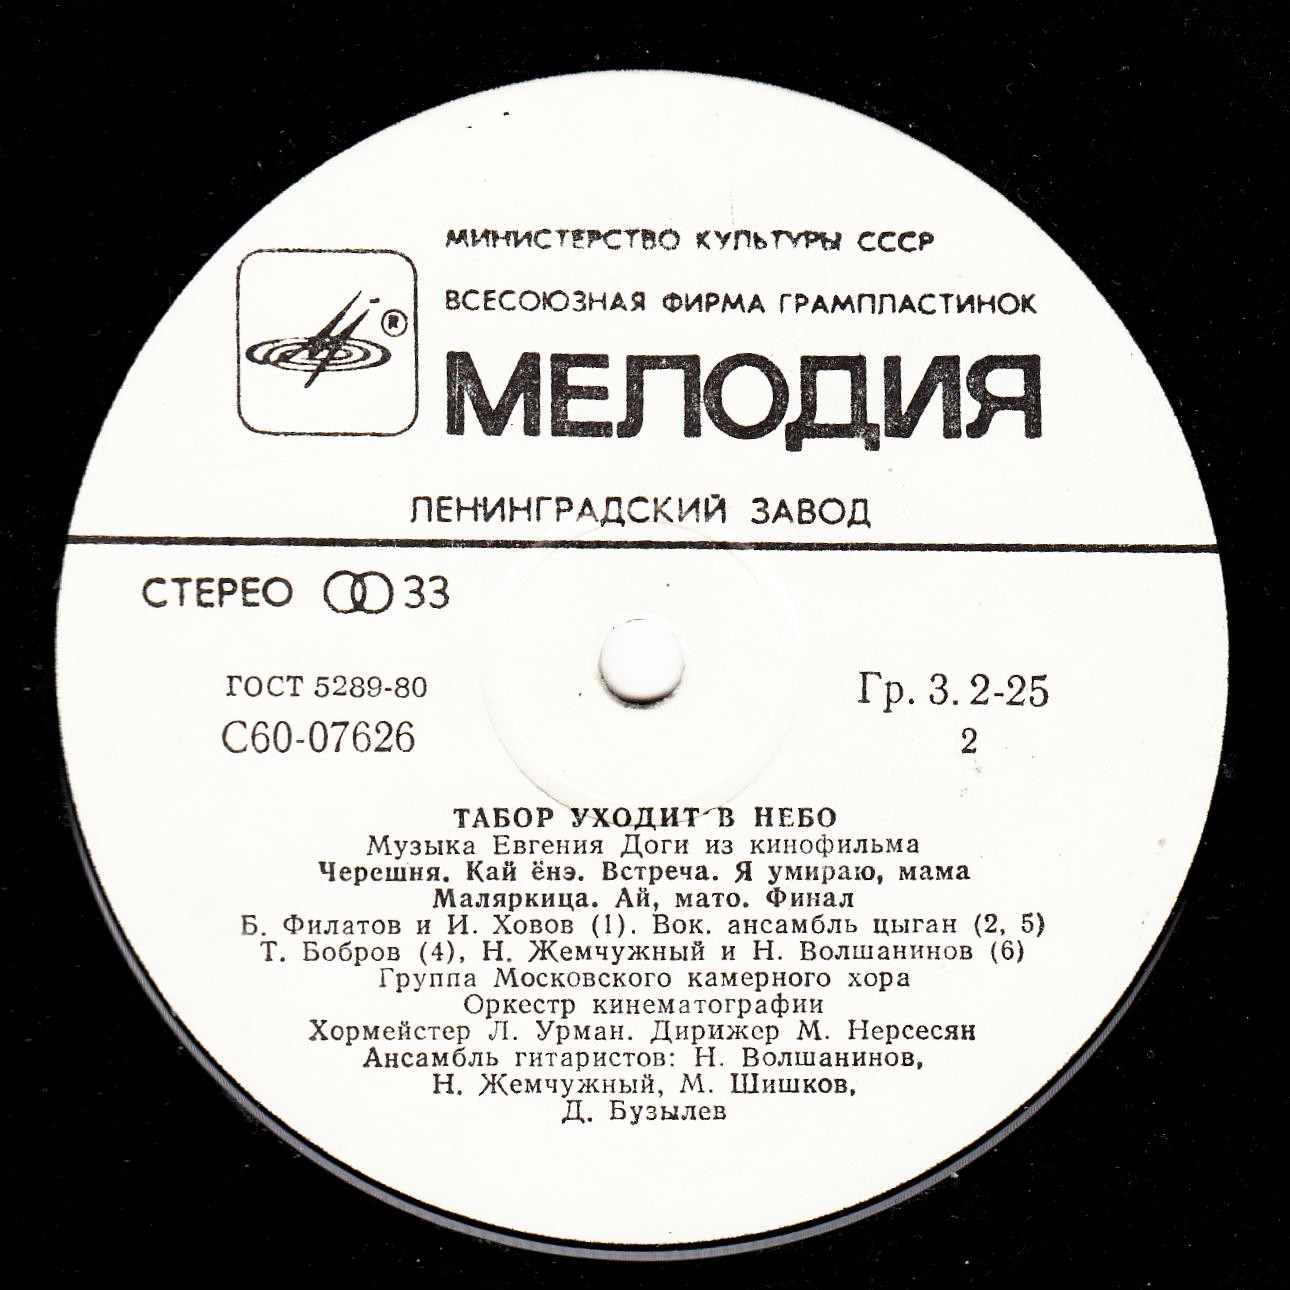 МИНИСТЕРСТВО КУЛЬТУРЫ СССР
ВСЕСОЮЗНАЯ ФИРМА ГРАМПЛАСТИНОК
®
МЕЛОДИЯ
ЛЕНИНГРАДСКИЙ ЗАВОД
СТЕРЕО 33
ГОСТ 5289-80
Гр. 3. 2-25
С60-07626
2
ТАБОР УХОДИТ В НЕБО
Музыка Евгения Доги из кинофильма
Черешня. Кай ёнэ. Встреча. Я умираю, мама
Маляркица. Ай, мато. Финал
Б. Филатов и И. Ховов (1). Вок. ансамбль цыган (2, 5)
Т. Бобров (4), Н. Жемчужный и Н. Волшанинов (6)
Группа Московского камерного хора
Оркестр кинематографии
Хормейстер Л. Урман. Дирижер М. Нерсесян
Ансамбль гитаристов: Н. Волшанинов,
Н. Жемчужный, М. Шишков,
Д. Бузылев